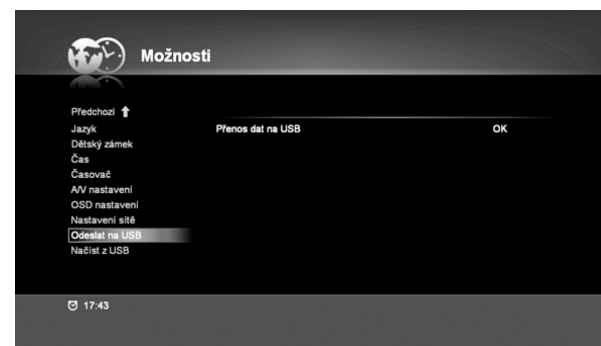 Možnosti
Předchozí
Jazyk
Přenos dat na USB OK
Dětský zámek
Čas
Časovač
A/V nastavení
OSD nastavení
Nastavení sítě
Odeslat na USB
Načíst z USB
17:43